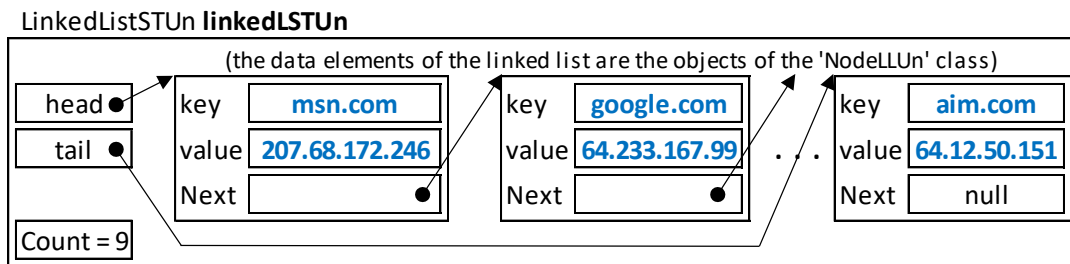 LinkedListSTUn linkedLSTUn
(the data elements of the linked list are the objects of the 'NodeLLUn' class)
head key msn.com key google.com key aim.com
tail value 207.68.172.246 value 64.233.167.99 . . . value 64.12.50.151
Next Next Next null
Count = 9